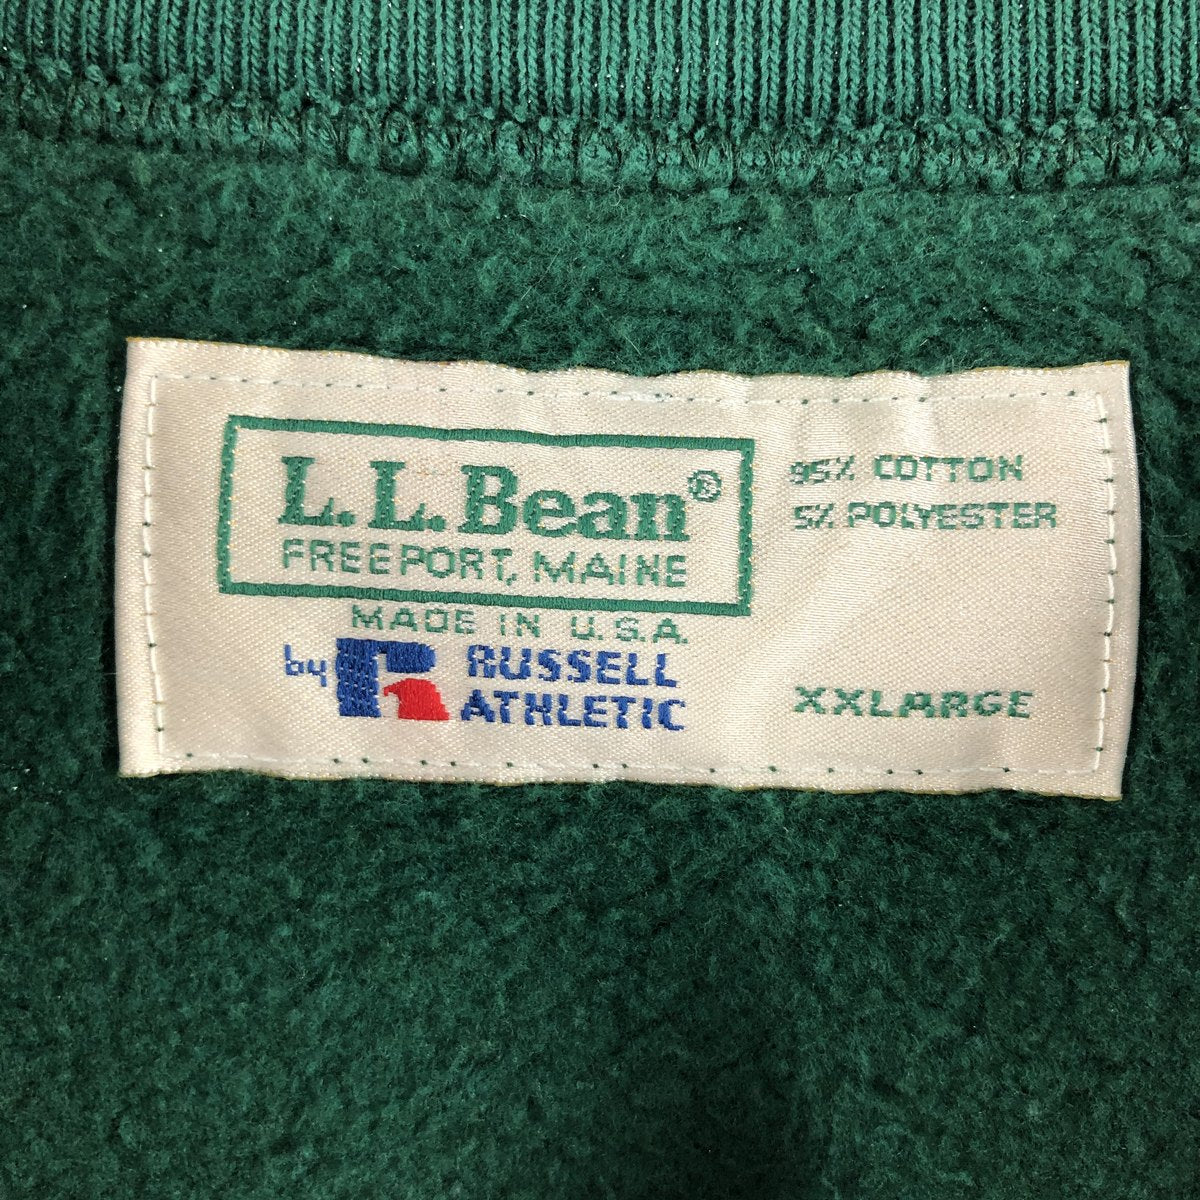 L.L.Bean®
FREEPORT, MAINE
MADE IN U.S.A.
by RUSSELL
ATHLETIC
95% COTTON
5% POLYESTER
XXLARGE